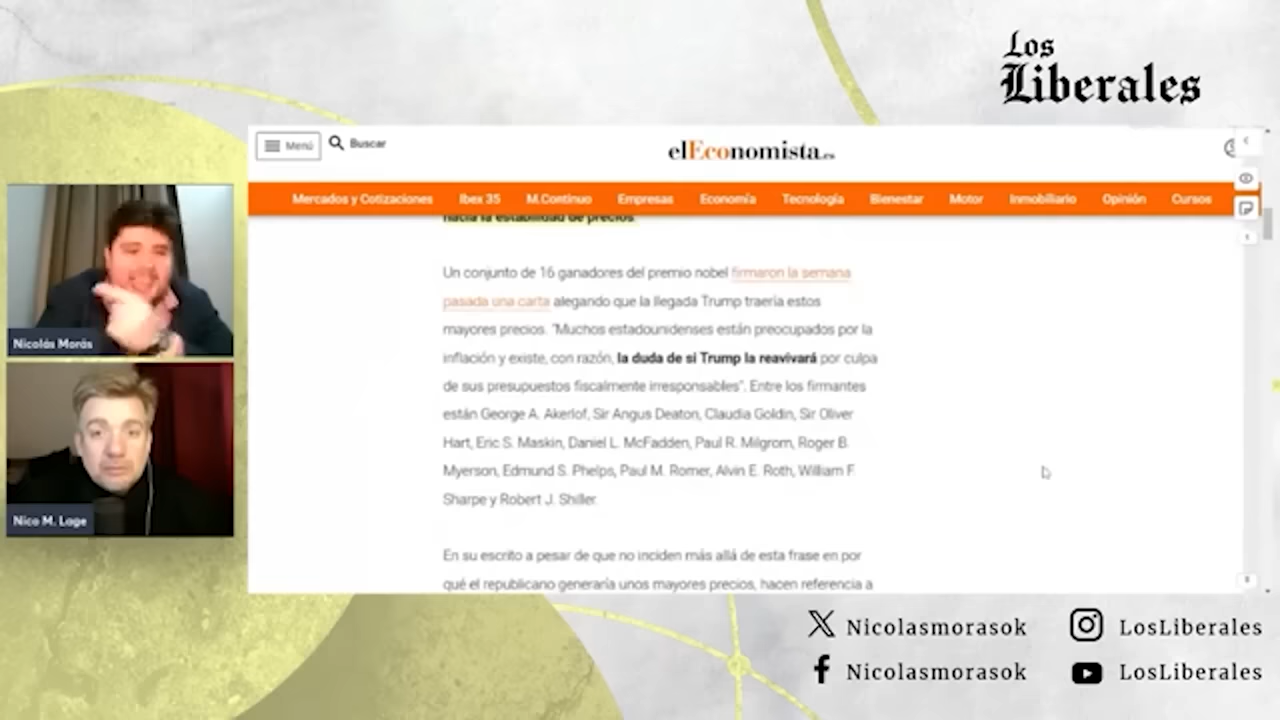 Los
Liberales
Menú
Buscar
elEconomista.es
Mercados y Cotizaciones Ibex 35 M.Continuo Empresas Economía Tecnología Bienestar Motor Inmobiliario Opinión Cursos
hacia la estabilidad de precios
Un conjunto de 16 ganadores del premio nobel firmaron la semana
pasada una carta alegando que la llegada Trump traería estos
mayores precios. "Muchos estadounidenses están preocupados por la
inflación y existe, con razón, la duda de si Trump la reavivará por culpa
de sus presupuestos fiscalmente irresponsables". Entre los firmantes
están George A. Akerlof, Sir Angus Deaton, Claudia Goldin, Sir Oliver
Hart, Eric S. Maskin, Daniel L. McFadden, Paul R. Milgrom, Roger B.
Myerson, Edmund S. Phelps, Paul M. Romer, Alvin E. Roth, William F.
Sharpe y Robert J. Shiller.
En su escrito a pesar de que no inciden más allá de esta frase en por
qué el republicano generaría unos mayores precios, hacen referencia a
Nicolás Morás
Nico M. Lage
Nicolasmorasok
LosLiberales
Nicolasmorasok
LosLiberales